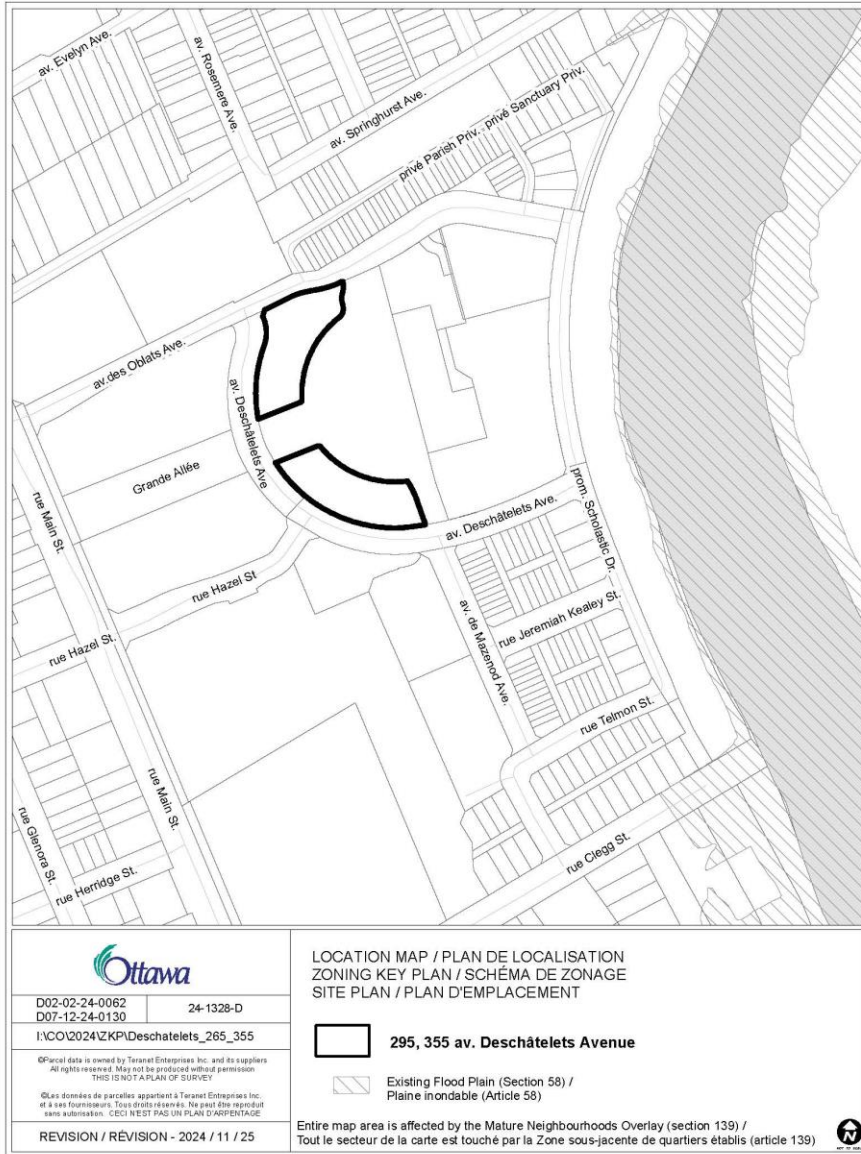 av. Evelyn Ave.
av. Rosemere Ave.
av. Springhurst Ave.
privé Parish Priv.
privé Sanctuary Priv.
av. des Oblats Ave.
av. Deschâtelets Ave
Grande Allée
rue Main St.
rue Hazel St
rue Hazel St.
av. Deschâtelets Ave.
prom. Scholastic Dr.
av. de Mazenod Ave.
rue Jeremiah Kealey St.
rue Telmon St.
rue Main St.
rue Glenora St.
rue Herridge St.
rue Clegg St.
Ottawa
D02-02-24-0062
D07-12-24-0130
24-1328-D
I:\CO\2024\ZKP\Deschatelets_265_355
©Parcel data is owned by Teranet Enterprises Inc. and its suppliers
All rights reserved. May not be produced without permission
THIS IS NOT A PLAN OF SURVEY
©Les données de parcelles appartient à Teranet Enterprises Inc.
et à ses fournisseurs. Tous droits réservés. Ne peut être reproduit
sans autorisation. CECI N'EST PAS UN PLAN D'ARPENTAGE
REVISION / RÉVISION - 2024 / 11 / 25
LOCATION MAP / PLAN DE LOCALISATION
ZONING KEY PLAN / SCHÉMA DE ZONAGE
SITE PLAN / PLAN D'EMPLACEMENT
295, 355 av. Deschâtelets Avenue
Existing Flood Plain (Section 58) /
Plaine inondable (Article 58)
Entire map area is affected by the Mature Neighbourhoods Overlay (section 139) /
Tout le secteur de la carte est touché par la Zone sous-jacente de quartiers établis (article 139)
N
NOT TO SCALE